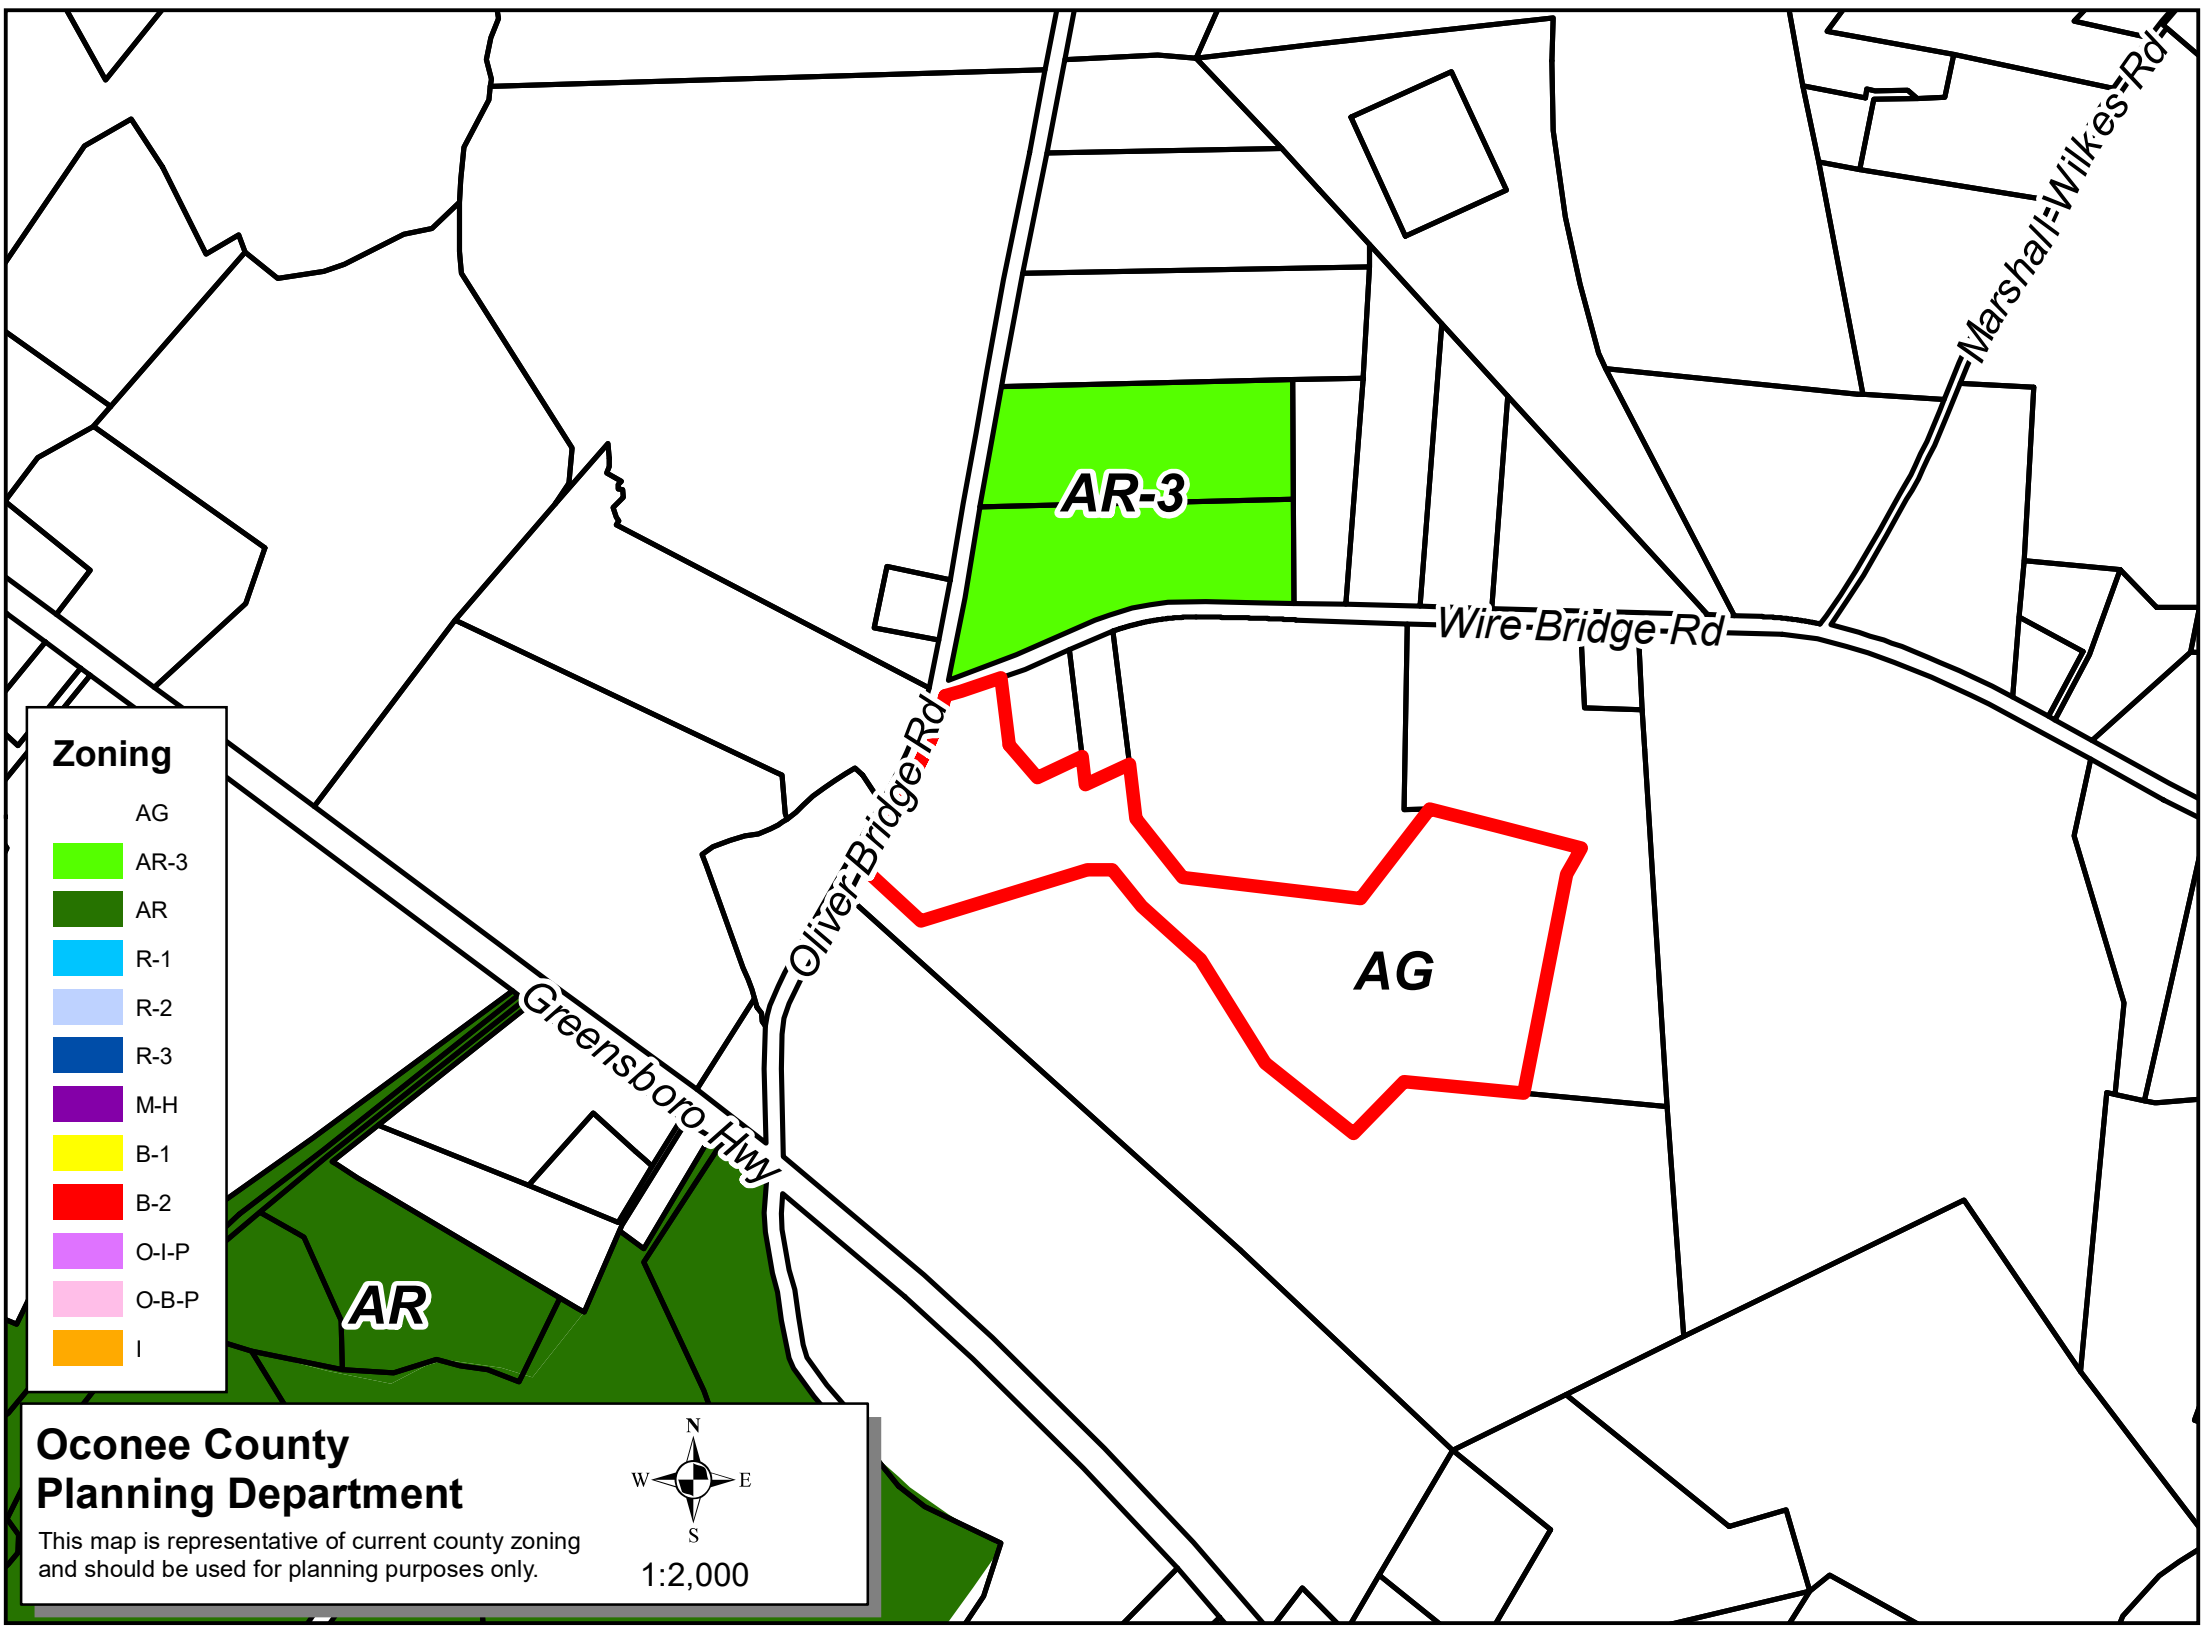 Marshall-Wilkes-Rd
AR-3
Wire-Bridge-Rd
Oliver-Bridge-Rd
AG
Greensboro-Hwy
AR
Zoning
AG
AR-3
AR
R-1
R-2
R-3
M-H
B-1
B-2
O-I-P
O-B-P
I
Oconee County
Planning Department
This map is representative of current county zoning
and should be used for planning purposes only.
N
W E
S
1:2,000